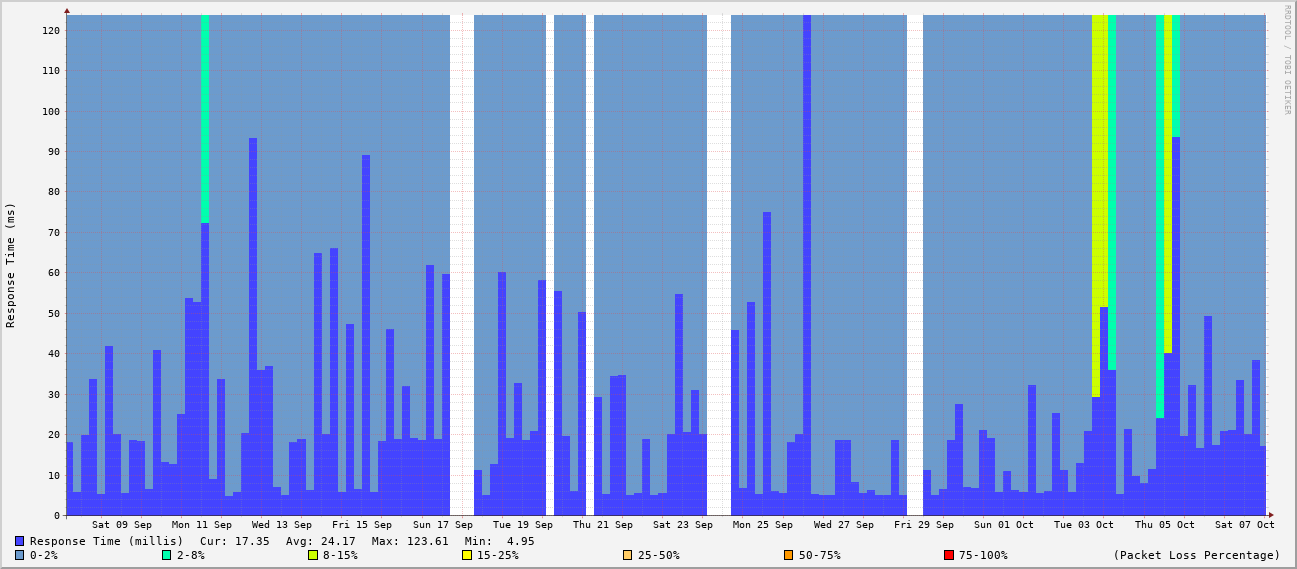 RRDTOOL / TOBI OETIKER
Response Time (ms)
120
110
100
90
80
70
60
50
40
30
20
10
0
Sat 09 Sep Mon 11 Sep Wed 13 Sep Fri 15 Sep Sun 17 Sep Tue 19 Sep Thu 21 Sep Sat 23 Sep Mon 25 Sep Wed 27 Sep Fri 29 Sep Sun 01 Oct Tue 03 Oct Thu 05 Oct Sat 07 Oct
Response Time (millis) Cur: 17.35 Avg: 24.17 Max: 123.61 Min: 4.95
0-2% 2-8% 8-15% 15-25% 25-50% 50-75% 75-100% (Packet Loss Percentage)